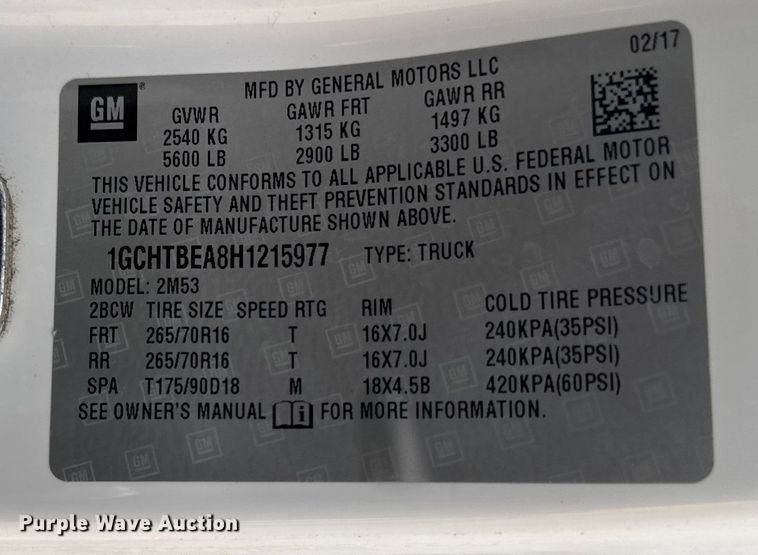 02/17
GM® MFD BY GENERAL MOTORS LLC
GVWR GAWR FRT GAWR RR
2540 KG 1315 KG 1497 KG
5600 LB 2900 LB 3300 LB
THIS VEHICLE CONFORMS TO ALL APPLICABLE U.S. FEDERAL MOTOR
VEHICLE SAFETY AND THEFT PREVENTION STANDARDS IN EFFECT ON
THE DATE OF MANUFACTURE SHOWN ABOVE.
1GCHTBEA8H1215977 TYPE: TRUCK
MODEL: 2M53
2BCW TIRE SIZE SPEED RTG RIM COLD TIRE PRESSURE
FRT 265/70R16 T 16X7.0J 240KPA(35PSI)
RR 265/70R16 T 16X7.0J 240KPA(35PSI)
SPA T175/90D18 M 18X4.5B 420KPA(60PSI)
SEE OWNER'S MANUAL i FOR MORE INFORMATION.
Purple Wave Auction